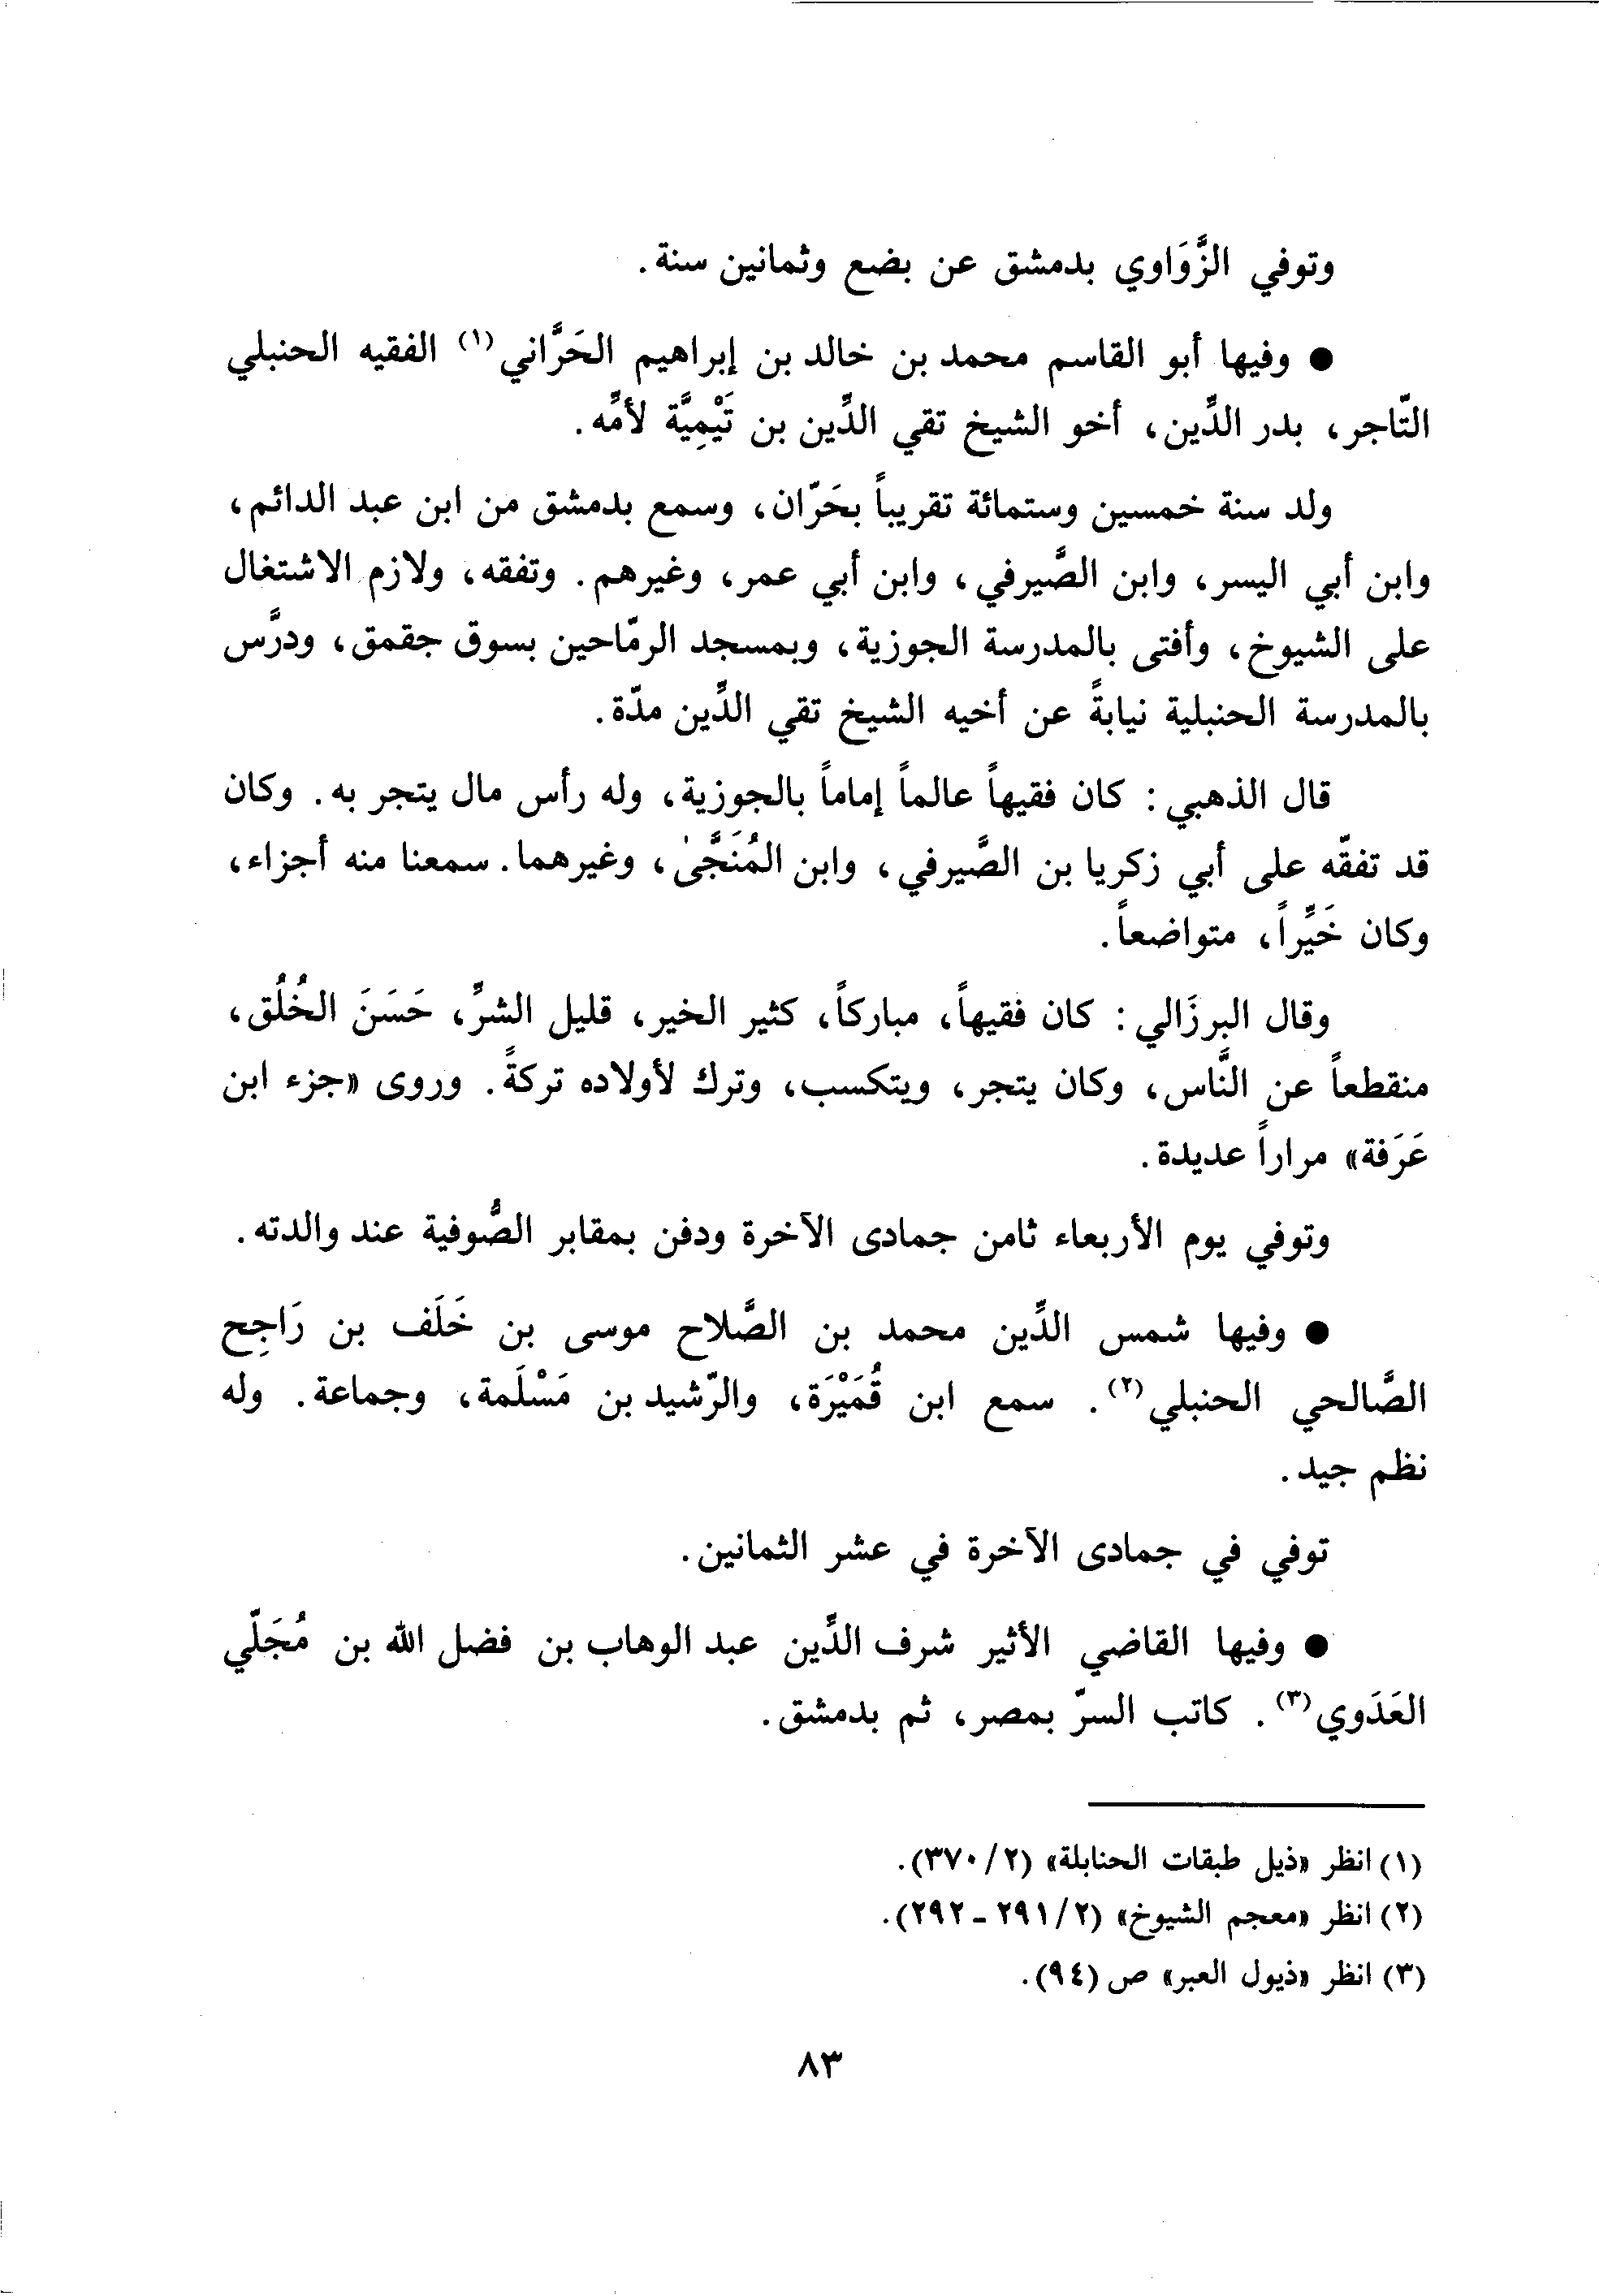 وتوفي الزَّوَاوي بدمشق عن بضع وثمانين سنة.
● وفيها أبو القاسم محمد بن خالد بن إبراهيم الحَرَّاني(١) الفقيه الحنبلي
التّاجر، بدر الدِّين، أخو الشيخ تقي الدِّين بن تَيْمِيَّة لأمِّه.
ولد سنة خمسين وستمائة تقريباً بحَرّان، وسمع بدمشق من ابن عبد الدائم،
وابن أبي اليسر، وابن الصَّيرفي، وابن أبي عمر، وغيرهم. وتفقه، ولازم الاشتغال
على الشيوخ، وأفتى بالمدرسة الجوزية، وبمسجد الرمّاحين بسوق جقمق، ودرَّس
بالمدرسة الحنبلية نيابةً عن أخيه الشيخ تقي الدِّين مدّة.
قال الذهبي: كان فقيهاً عالماً إماماً بالجوزية، وله رأس مال يتجر به. وكان
قد تفقّه على أبي زكريا بن الصَّيرفي، وابن المُنَجَّىٰ، وغيرهما. سمعنا منه أجزاء،
وكان خَيِّراً، متواضعاً.
وقال البرزَالي: كان فقيهاً، مباركاً، كثير الخير، قليل الشرِّ، حَسَنَ الخُلُق،
منقطعاً عن النَّاس، وكان يتجر، ويتكسب، وترك لأولاده تركةً. وروى «جزء ابن
عَرَفة» مراراً عديدة.
وتوفي يوم الأربعاء ثامن جمادى الآخرة ودفن بمقابر الصُّوفية عند والدته.
● وفيها شمس الدِّين محمد بن الصَّلاح موسى بن خَلَف بن رَاجِح
الصَّالحي الحنبلي(٢). سمع ابن قُمَيْرَة، والرّشيد بن مَسْلَمة، وجماعة. وله
نظم جيد.
توفي في جمادى الآخرة في عشر الثمانين.
● وفيها القاضي الأثير شرف الدِّين عبد الوهاب بن فضل الله بن مُجَلّي
العَدَوي(٣). كاتب السرّ بمصر، ثم بدمشق.
(١) انظر «ذيل طبقات الحنابلة» (٣٧٠/٢).
(٢) انظر «معجم الشيوخ» (٢٩١/٢ - ٢٩٢).
(٣) انظر «ذيول العبر» ص (٩٤).
٨٣